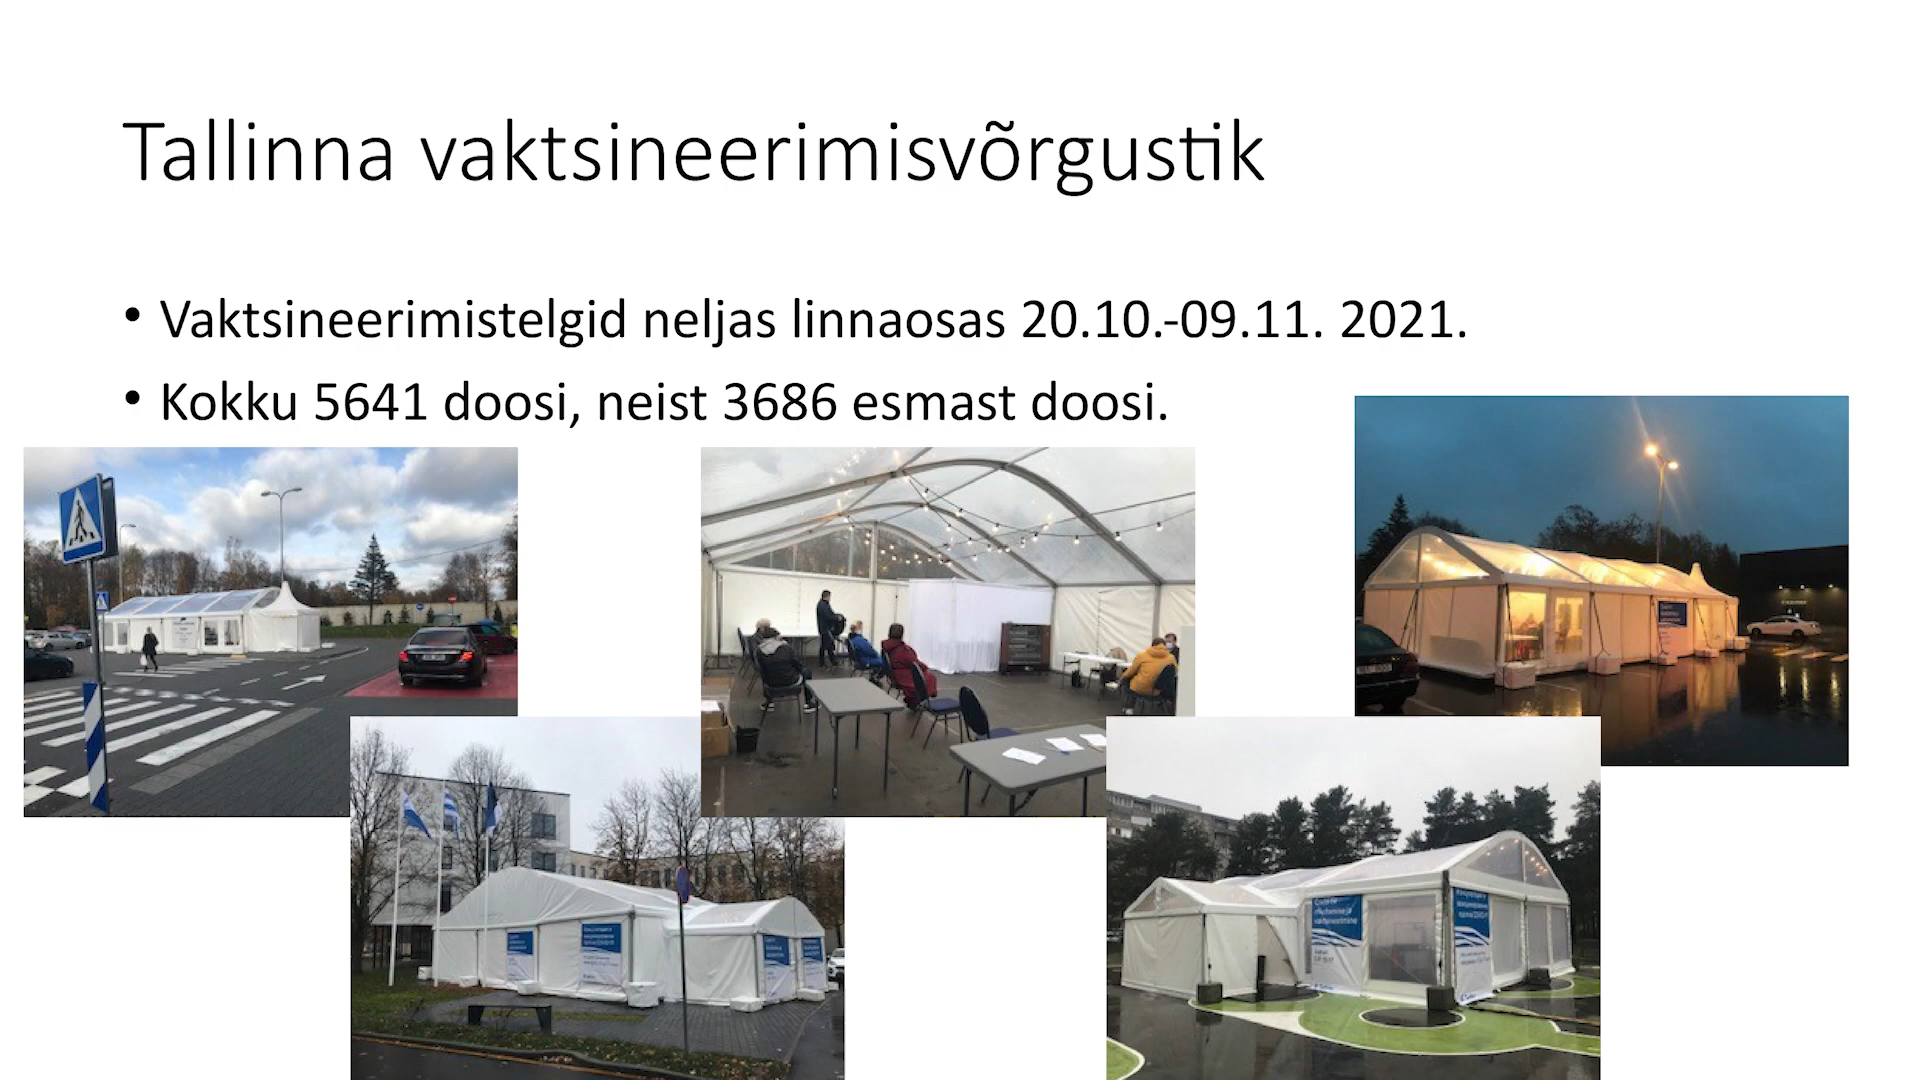 Tallinna vaktsineerimisvõrgustik
• Vaktsineerimistelgid neljas linnaosas 20.10.-09.11. 2021.
• Kokku 5641 doosi, neist 3686 esmast doosi.